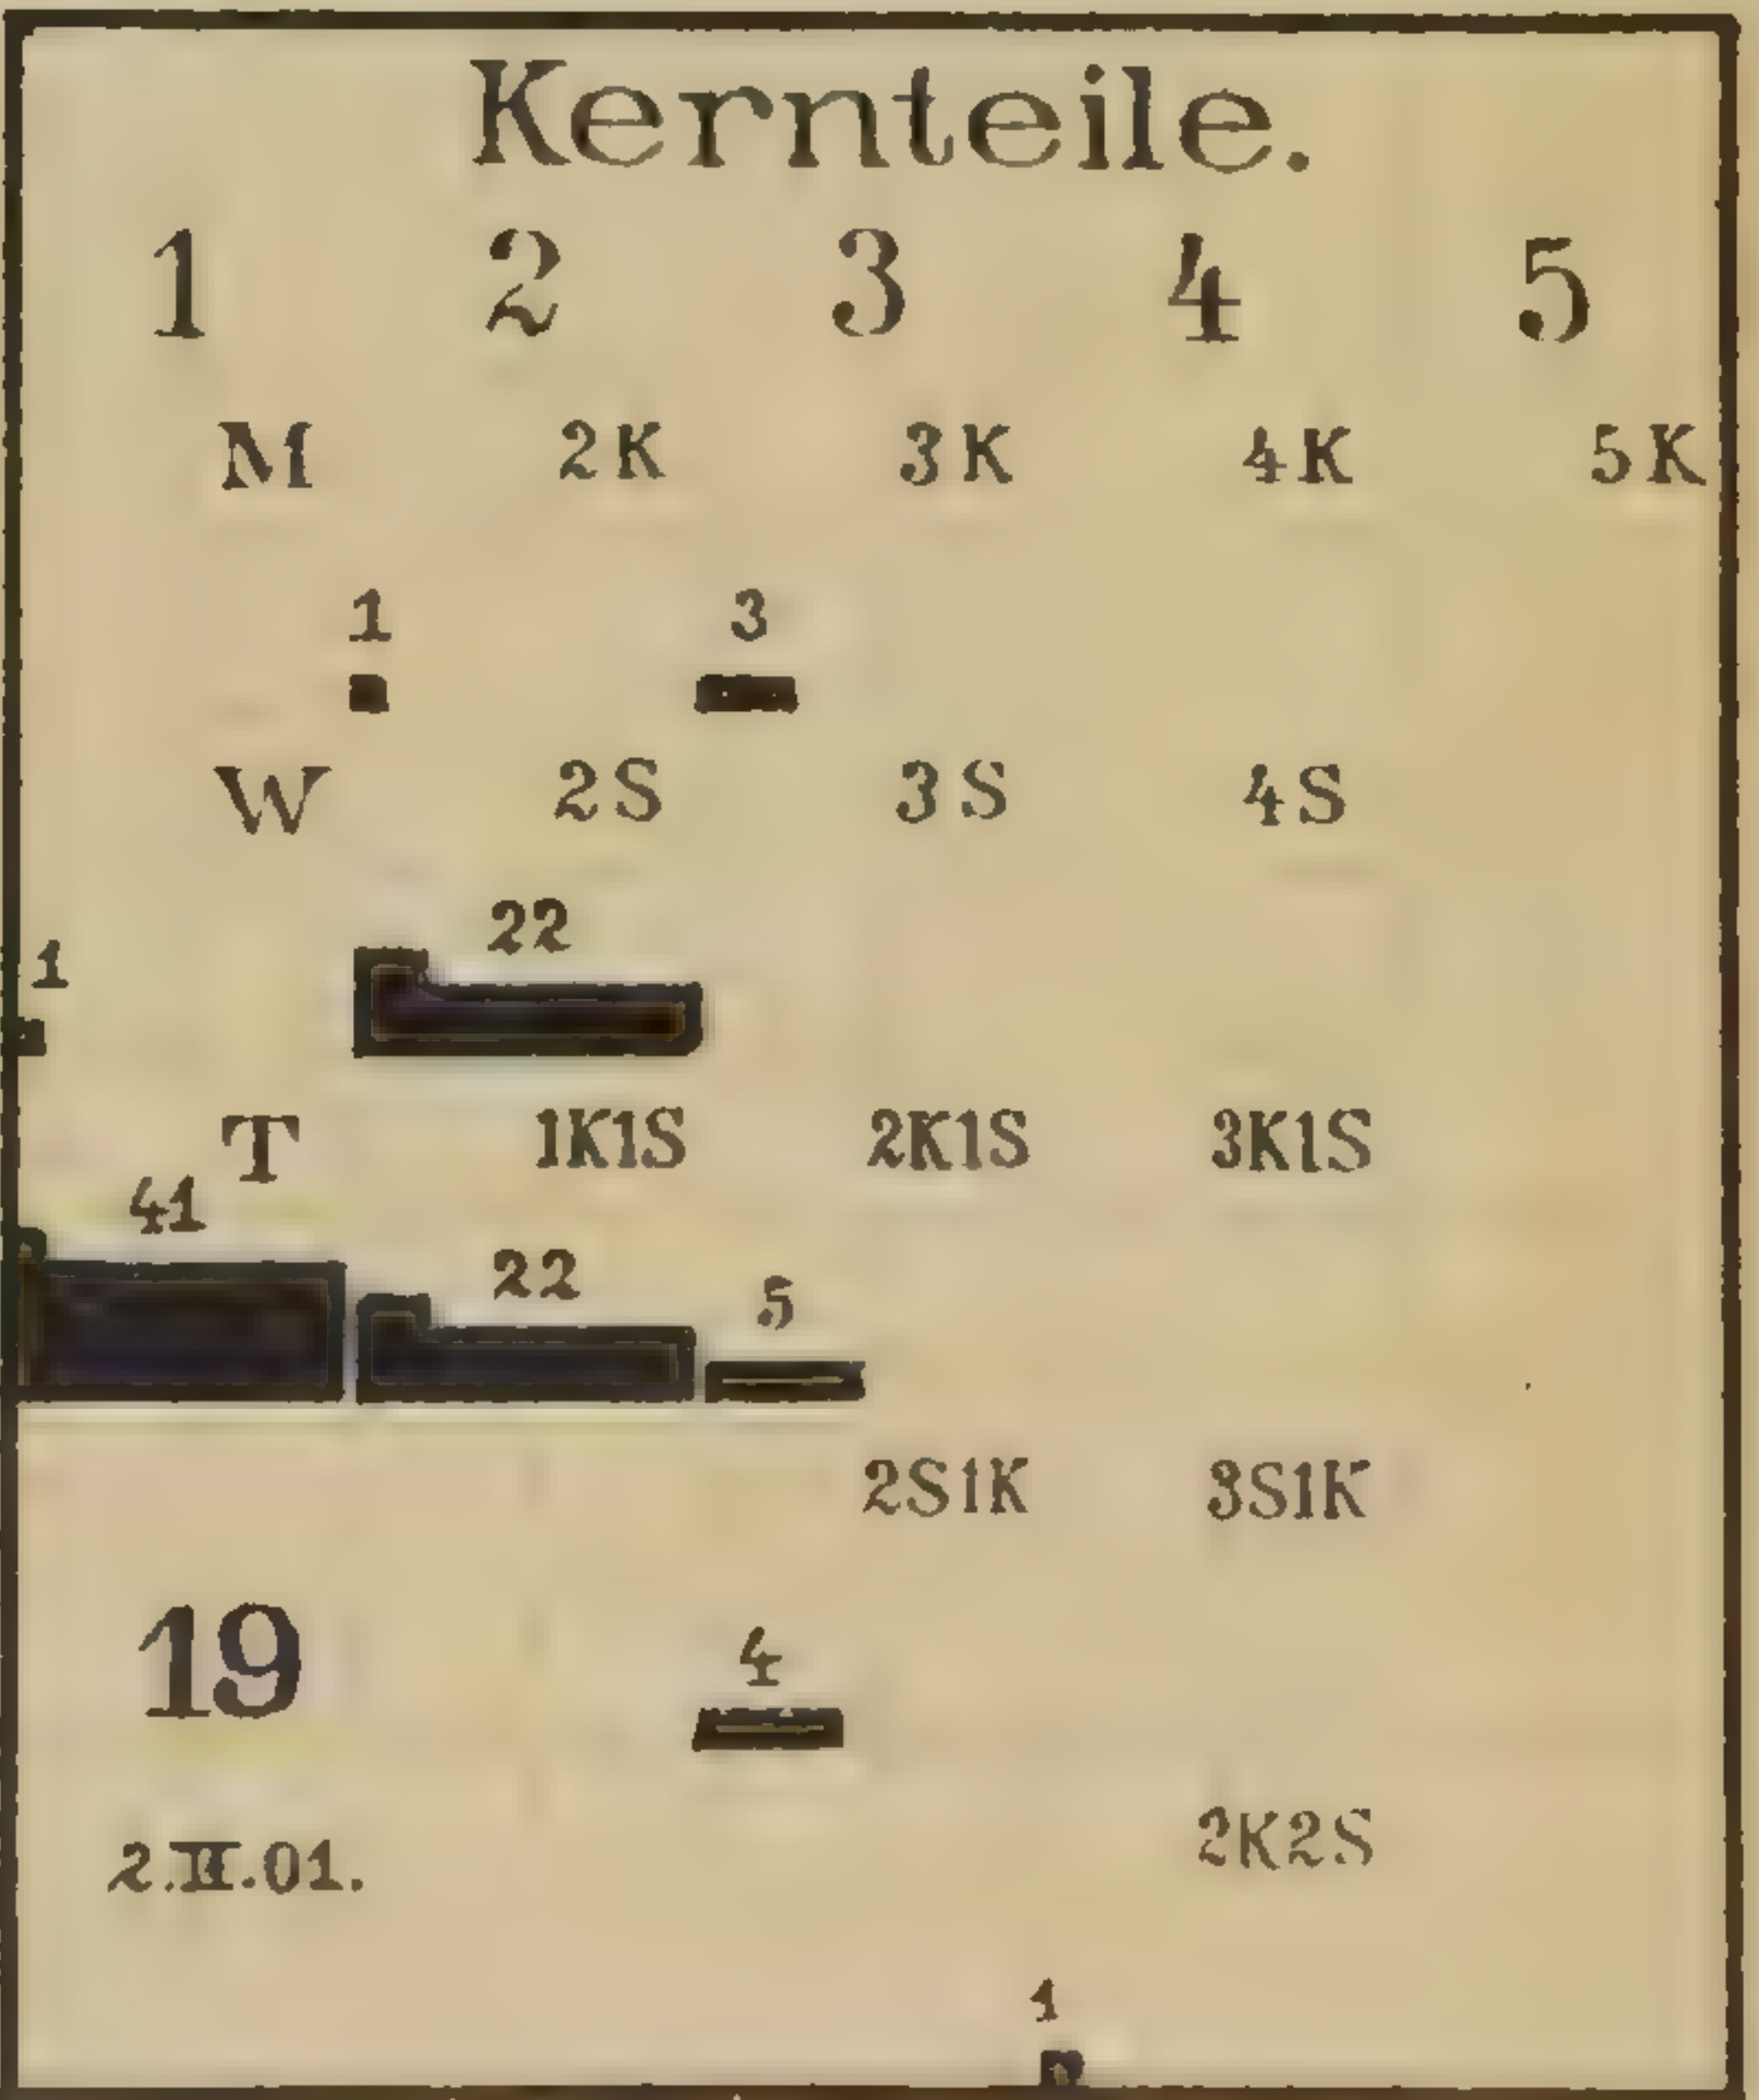 Kernteile.
1 2 3 4 5
M 2K 3K 4K 5K
1 3
W 2S 3S 4S
1 22
T 1K1S 2K1S 3K1S
41 22 5
2S1K 3S1K
19 4
2K2S
2.II.01.
1